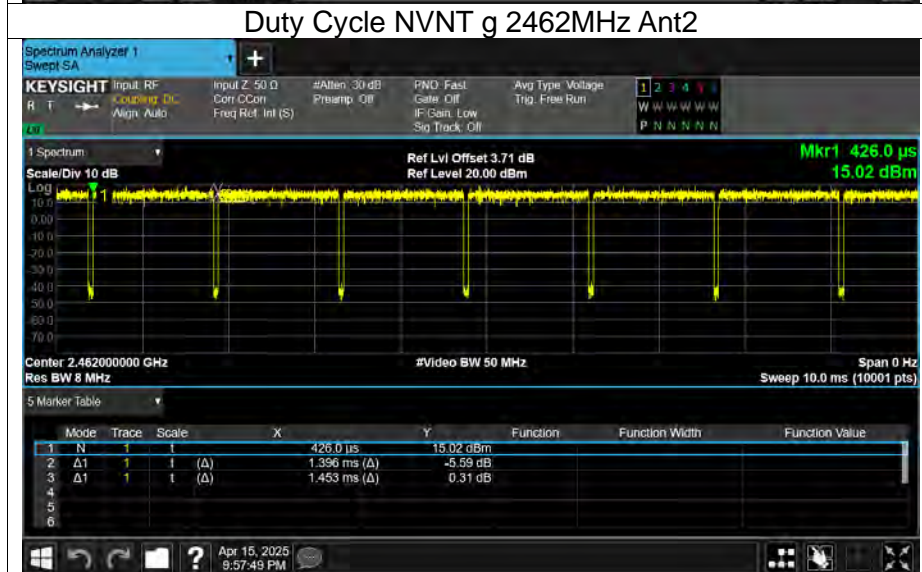 Duty Cycle NVNT g 2462MHz Ant2
Spectrum Analyzer 1
Swept SA
+
KEYSIGHT Input: RF Input Z: 50 Ω #Atten: 30 dB PNO: Fast Avg Type: Voltage 1 2 3 4 5 6
R T Coupling: DC Corr CCorr Preamp: Off Gate: Off Trig: Free Run W W W W W W
Align: Auto Freq Ref: Int (S) IF Gain: Low
Sig Track: Off P N N N N N
1 Spectrum Ref Lvl Offset 3.71 dB Mkr1 426.0 µs
Scale/Div 10 dB Ref Level 20.00 dBm 15.02 dBm
Log
1
10.0
0.00
-10.0
-20.0
-30.0
-40.0
-50.0
-60.0
-70.0
Center 2.462000000 GHz #Video BW 50 MHz Span 0 Hz
Res BW 8 MHz Sweep 10.0 ms (10001 pts)
5 Marker Table
Mode Trace Scale X Y Function Function Width Function Value
1 N 1 t 426.0 µs 15.02 dBm
2 Δ1 1 t (Δ) 1.396 ms (Δ) -5.59 dB
3 Δ1 1 t (Δ) 1.453 ms (Δ) 0.31 dB
4
5
6
? Apr 15, 2025
9:57:49 PM